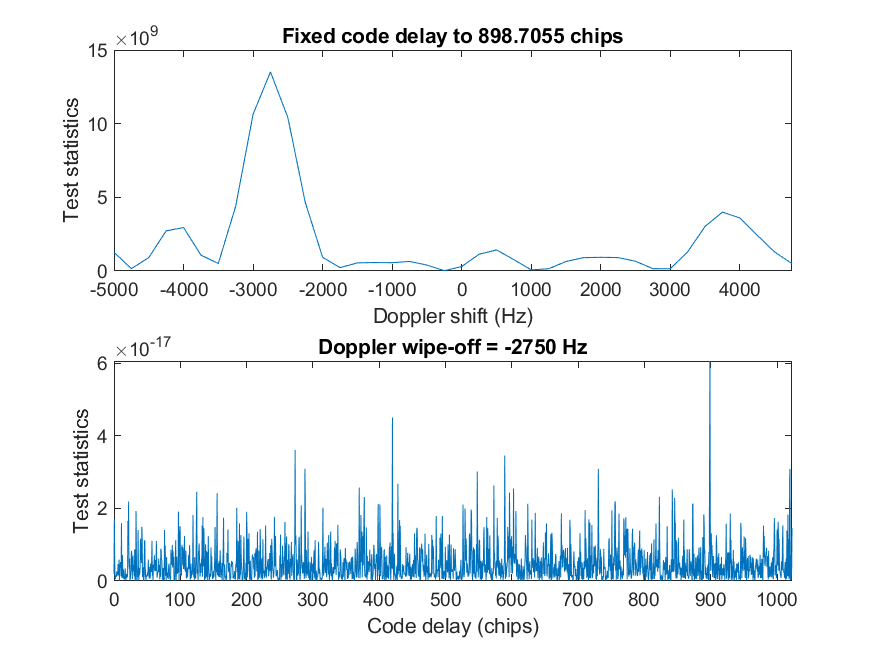 Fixed code delay to 898.7055 chips
×10^9
15
10
5
0
Test statistics
-5000 -4000 -3000 -2000 -1000 0 1000 2000 3000 4000
Doppler shift (Hz)
Doppler wipe-off = -2750 Hz
×10^-17
6
4
2
0
Test statistics
0 100 200 300 400 500 600 700 800 900 1000
Code delay (chips)